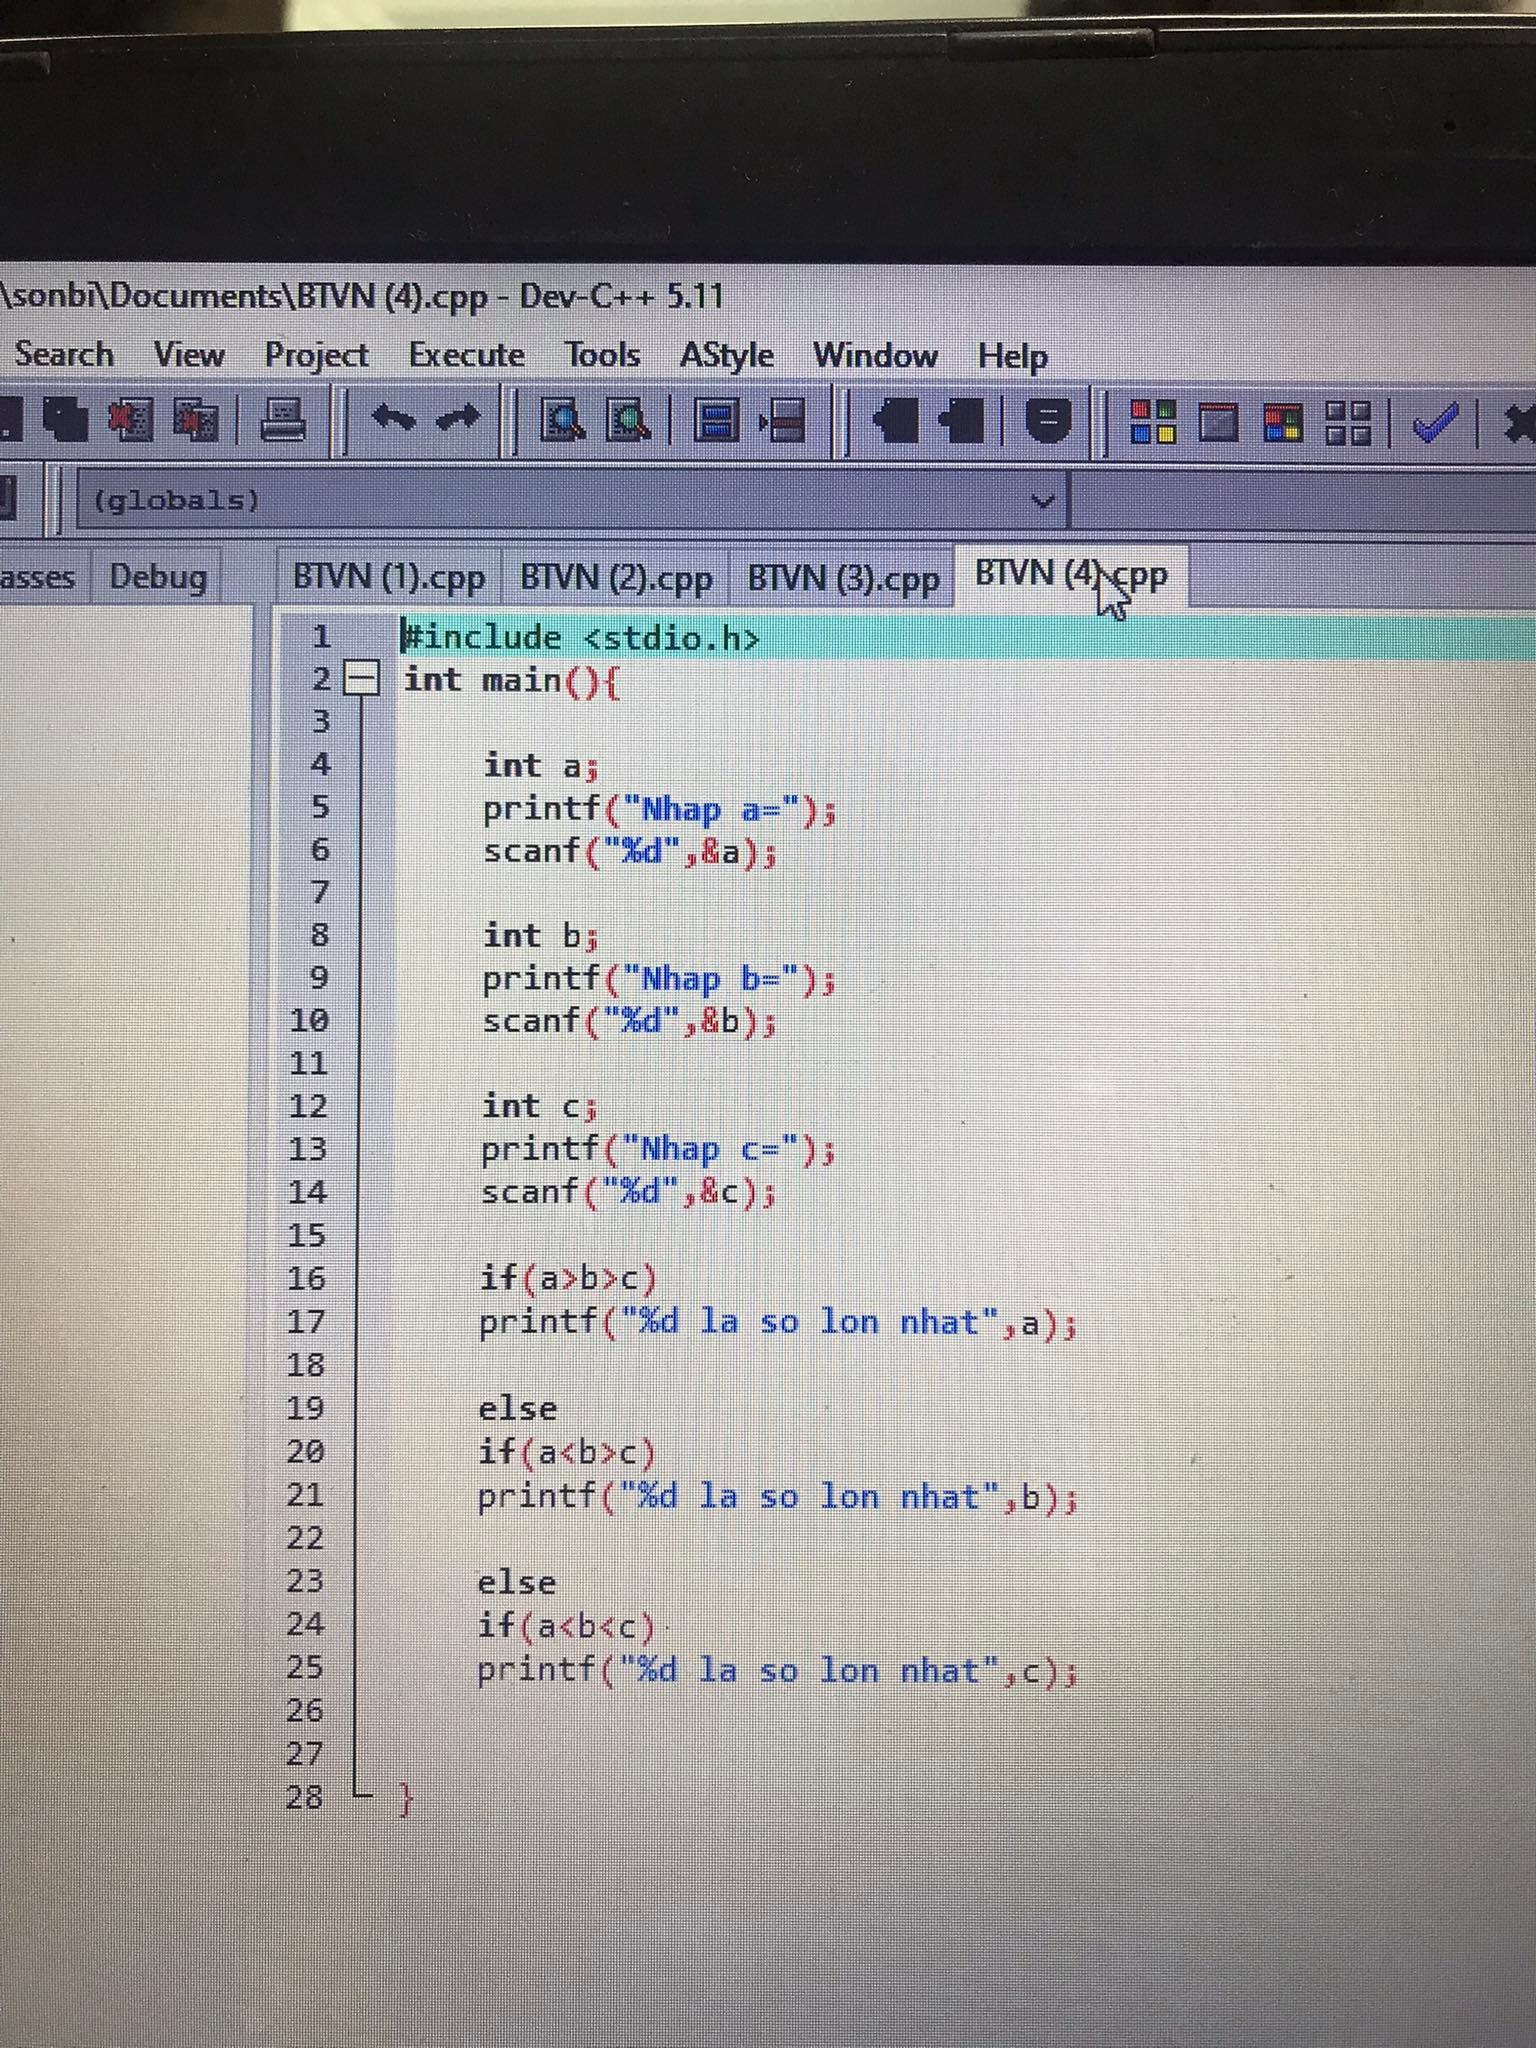 \sonbi\Documents\BTVN (4).cpp - Dev-C++ 5.11
Search View Project Execute Tools AStyle Window Help
(globals)
asses Debug BTVN (1).cpp BTVN (2).cpp BTVN (3).cpp BTVN (4).cpp
1 #include <stdio.h>
2 int main(){
3
4 int a;
5 printf("Nhap a=");
6 scanf("%d",&a);
7
8 int b;
9 printf("Nhap b=");
10 scanf("%d",&b);
11
12 int c;
13 printf("Nhap c=");
14 scanf("%d",&c);
15
16 if(a>b>c)
17 printf("%d la so lon nhat",a);
18
19 else
20 if(a<b>c)
21 printf("%d la so lon nhat",b);
22
23 else
24 if(a<b<c)
25 printf("%d la so lon nhat",c);
26
27
28 }